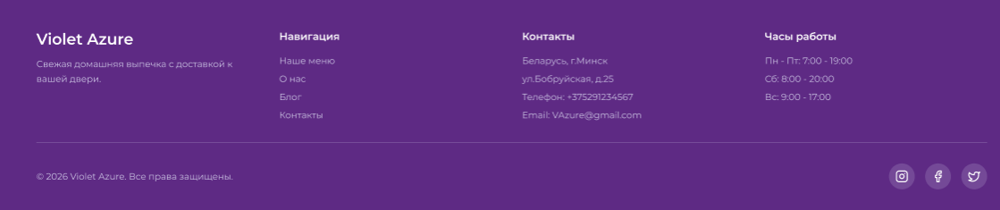 Violet Azure
Свежая домашняя выпечка с доставкой к
вашей двери.
Навигация
Наше меню
О нас
Блог
Контакты
Контакты
Беларусь, г.Минск
ул.Бобруйская, д.25
Телефон: +375291234567
Email: VAzure@gmail.com
Часы работы
Пн - Пт: 7:00 - 19:00
Сб: 8:00 - 20:00
Вс: 9:00 - 17:00
© 2026 Violet Azure. Все права защищены.